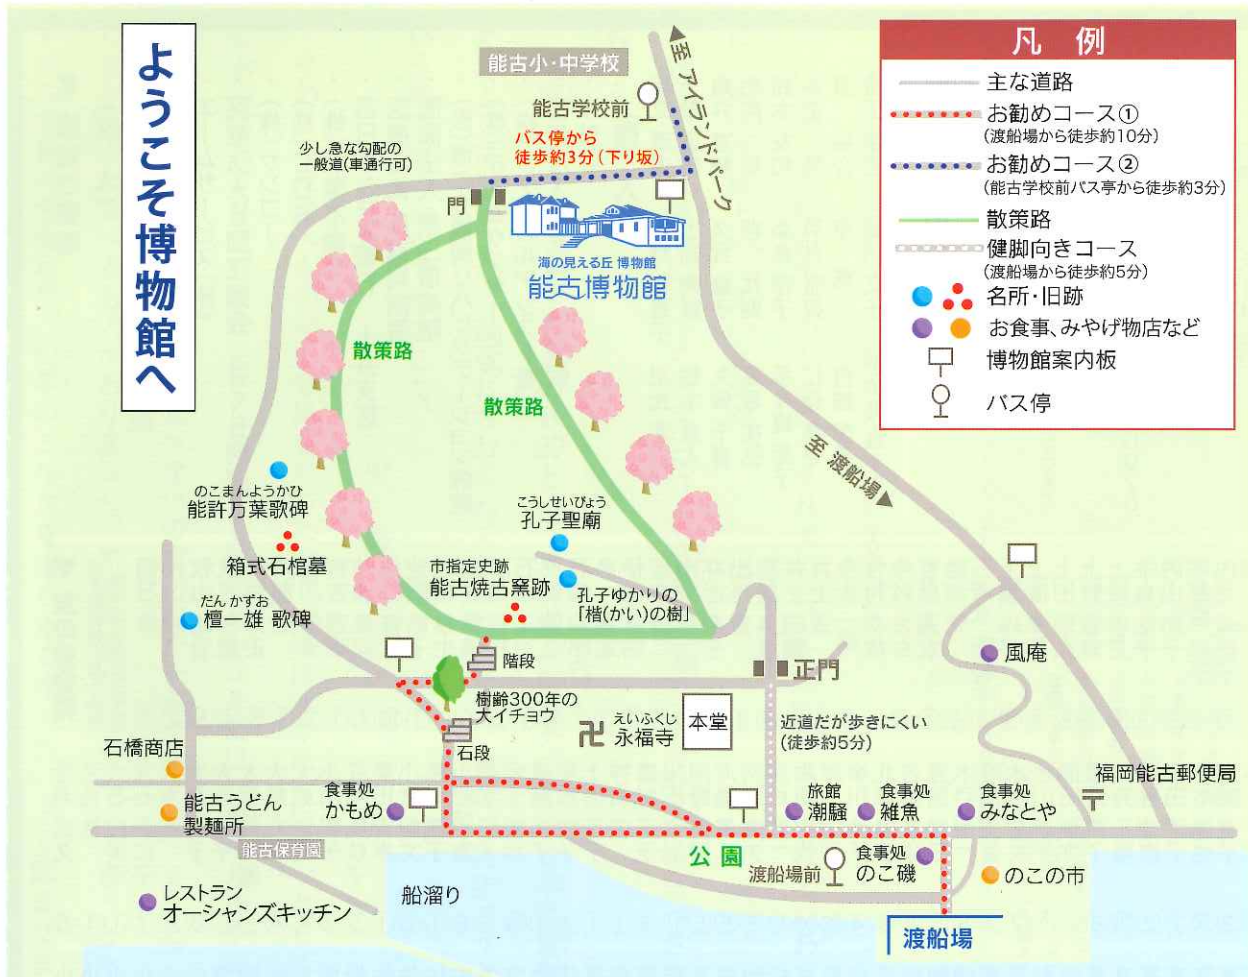 ようこそ博物館へ
能古小・中学校
能古学校前
至 アイランドパーク
バス停から
徒歩約3分(下り坂)
少し急な勾配の
一般道(車通行可)
門
海の見える丘 博物館
能古博物館
散策路
散策路
至 渡船場
凡 例
主な道路
お勧めコース①
(渡船場から徒歩約10分)
お勧めコース②
(能古学校前バス亭から徒歩約3分)
散策路
健脚向きコース
(渡船場から徒歩約5分)
名所・旧跡
お食事、みやげ物店など
博物館案内板
バス停
のこまんようかひ
能許万葉歌碑
箱式石棺墓
だん かずお
檀一雄 歌碑
こうしせいびょう
孔子聖廟
市指定史跡
能古焼古窯跡
孔子ゆかりの
「楷(かい)の樹」
階段
樹齢300年の
大イチョウ
石段
えいふくじ
卍 永福寺
本堂
正門
近道だが歩きにくい
(徒歩約5分)
風庵
福岡能古郵便局
〒
石橋商店
能古うどん
製麺所
食事処
かもめ
旅館
潮騒
食事処
雑魚
食事処
みなとや
能古保育園
公園
渡船場前
食事処
のこ磯
のこの市
レストラン
オーシャンズキッチン
船溜り
渡船場